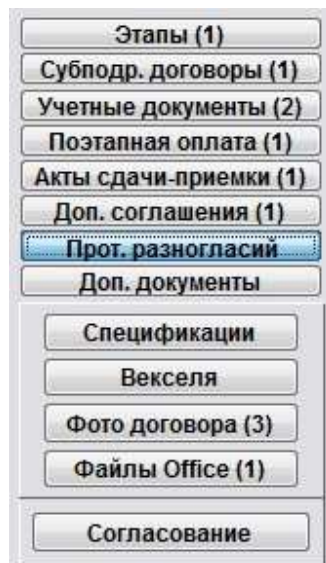 Этапы (1)
Субподр. договоры (1)
Учетные документы (2)
Поэтапная оплата (1)
Акты сдачи-приемки (1)
Доп. соглашения (1)
Прот. разногласий
Доп. документы
Спецификации
Векселя
Фото договора (3)
Файлы Office (1)
Согласование